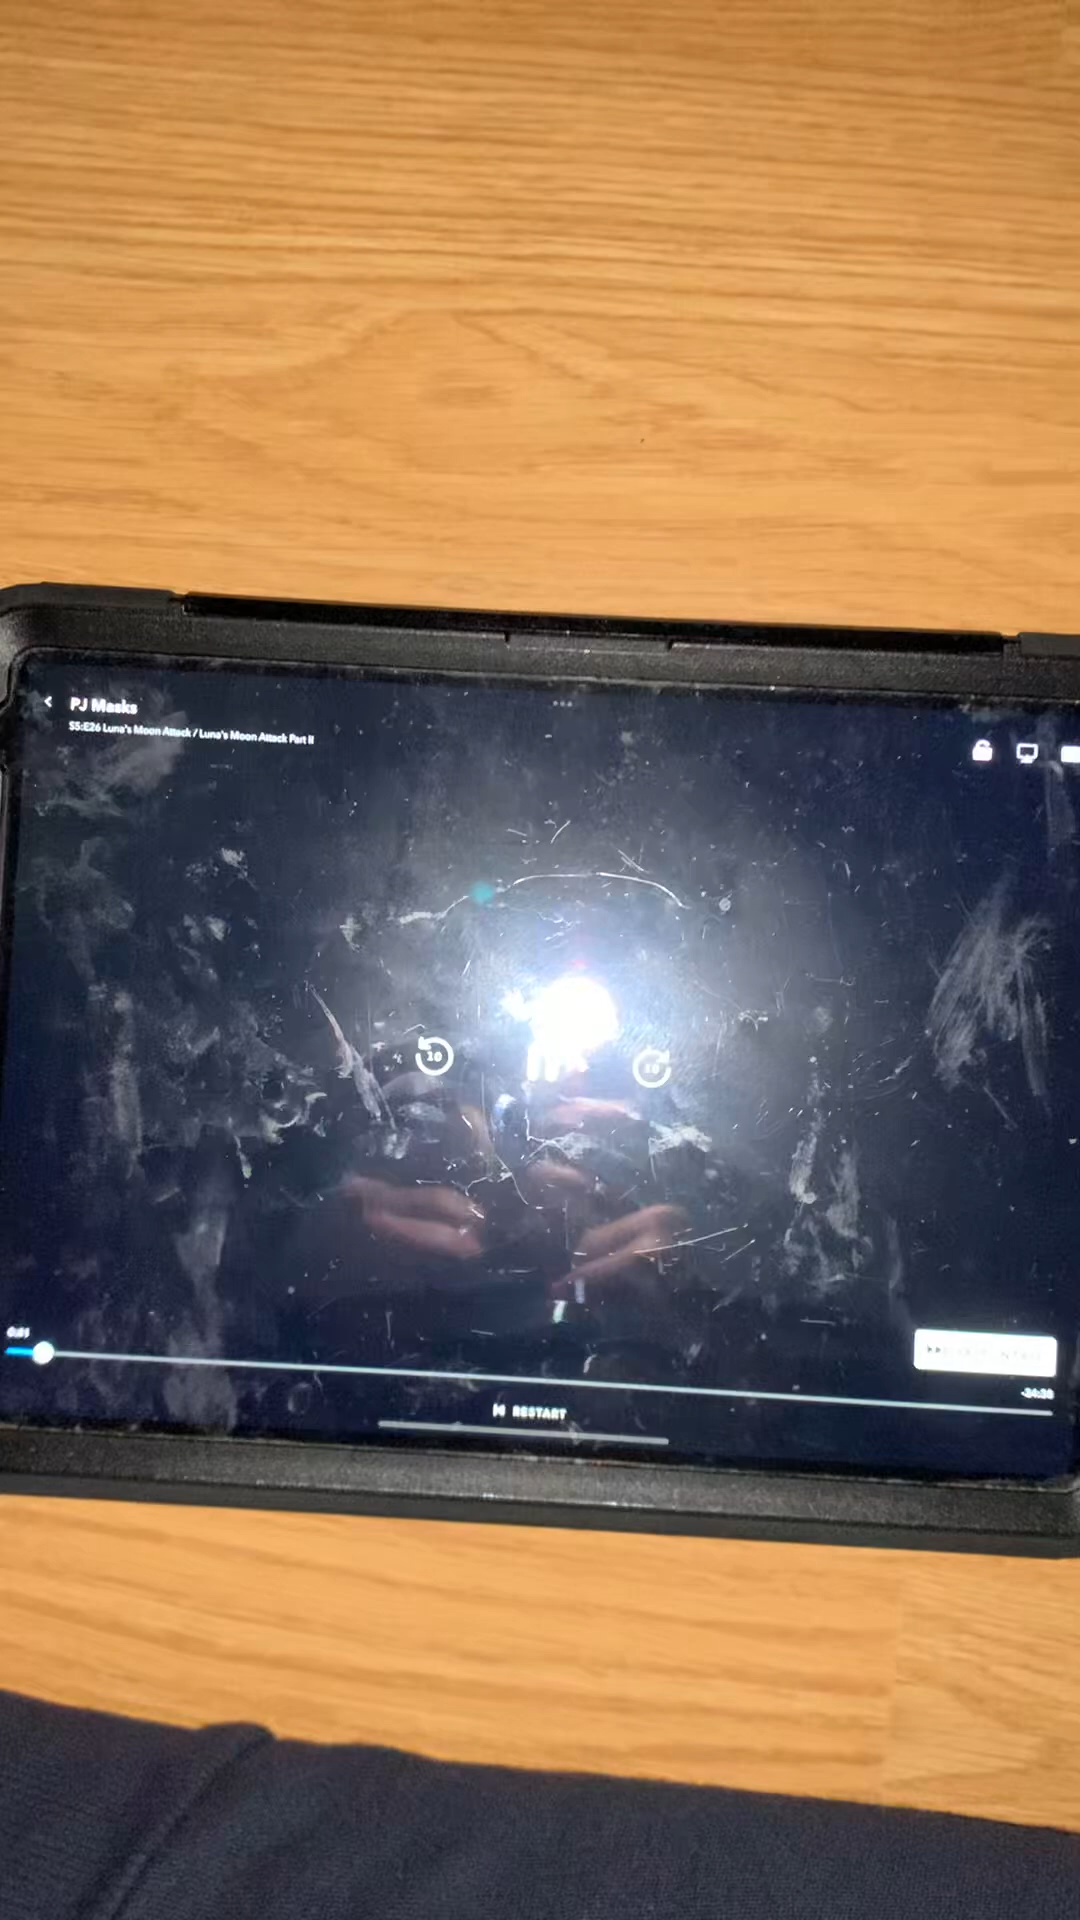 PJ Masks
S5:E26 Luna's Moon Attack / Luna's Moon Attack Part II
10
10
RESTART